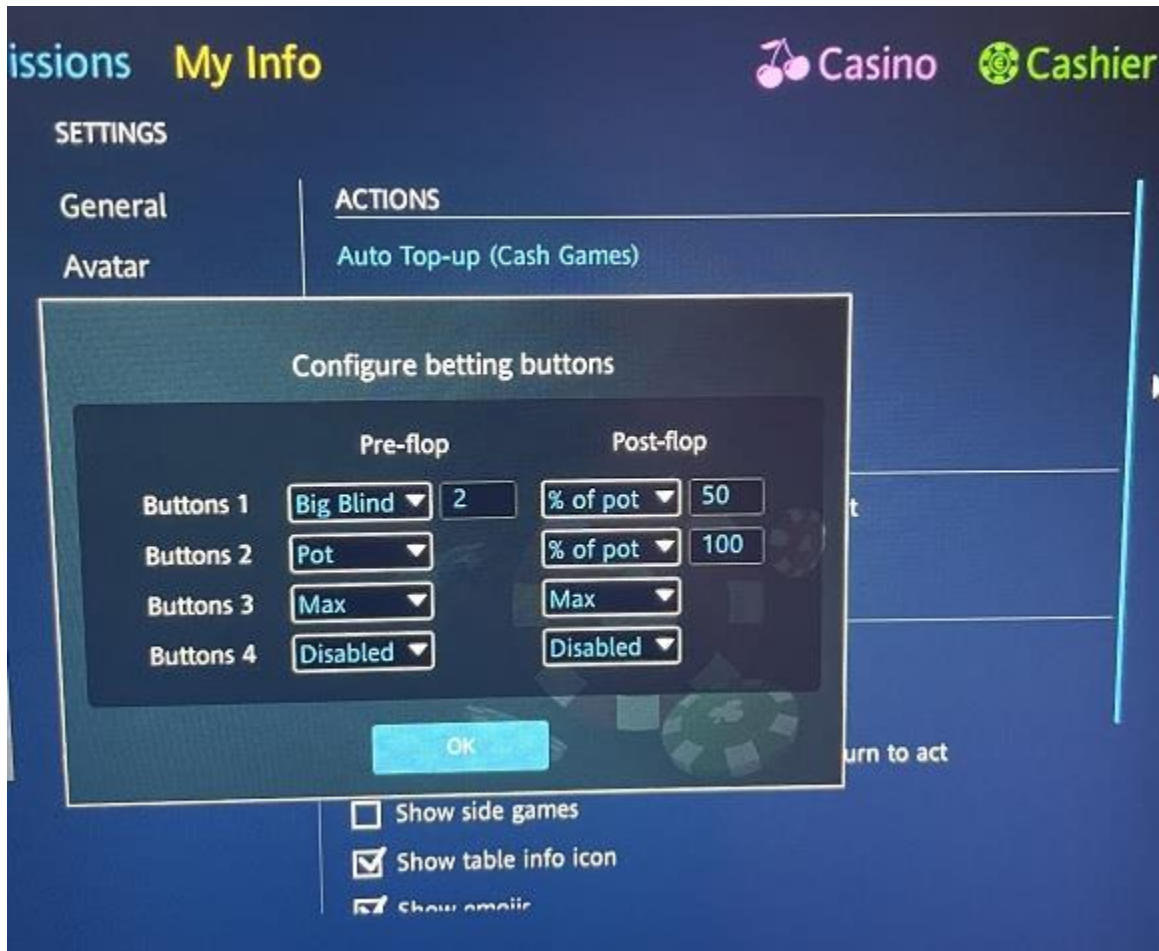 issions My Info Casino Cashier
SETTINGS
General
ACTIONS
Avatar
Auto Top-up (Cash Games)
Configure betting buttons
Pre-flop Post-flop
Buttons 1 Big Blind 2 % of pot 50
t
Buttons 2 Pot % of pot 100
Buttons 3 Max Max
Buttons 4 Disabled Disabled
OK
urn to act
Show side games
Show table info icon